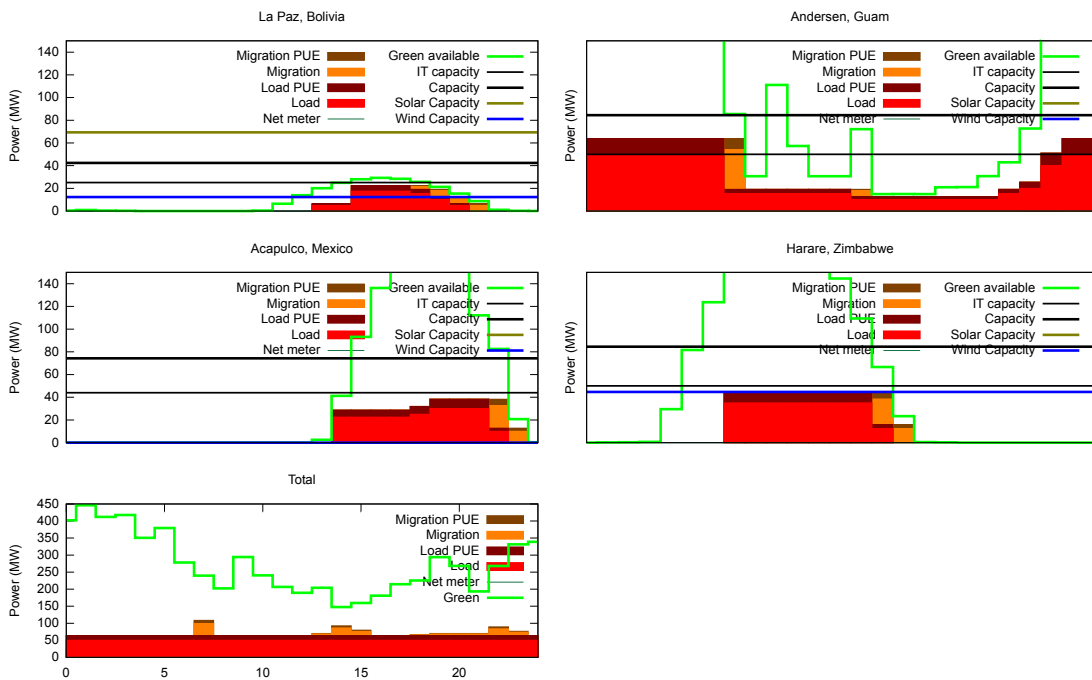 La Paz, Bolivia
Power (MW)
0
20
40
60
80
100
120
140
Migration PUE
Migration
Load PUE
Load
Net meter
Green available
IT capacity
Capacity
Solar Capacity
Wind Capacity
Andersen, Guam
Power (MW)
Migration PUE
Migration
Load PUE
Load
Net meter
Green available
IT capacity
Capacity
Solar Capacity
Wind Capacity
Acapulco, Mexico
Power (MW)
0
20
40
60
80
100
120
140
Migration PUE
Migration
Load PUE
Load
Net meter
Green available
IT capacity
Capacity
Solar Capacity
Wind Capacity
Harare, Zimbabwe
Power (MW)
Migration PUE
Migration
Load PUE
Load
Net meter
Green available
IT capacity
Capacity
Solar Capacity
Wind Capacity
Total
Power (MW)
0
50
100
150
200
250
300
350
400
450
Migration PUE
Migration
Load PUE
Load
Net meter
Green
0 5 10 15 20